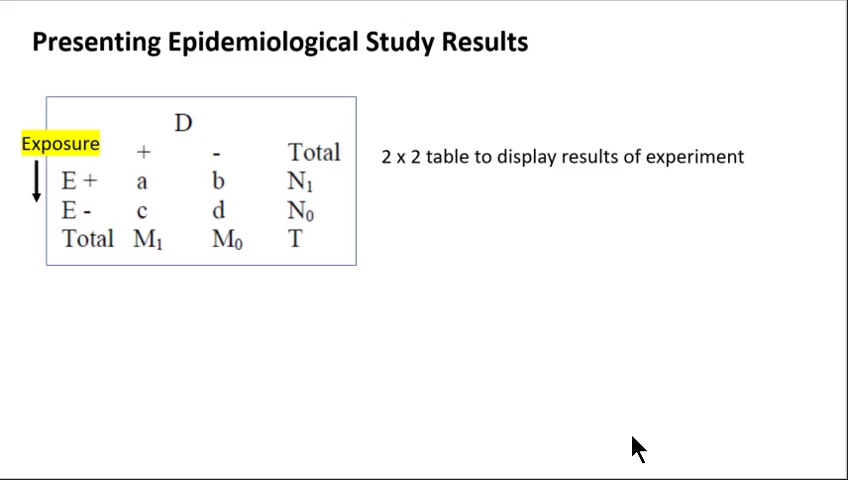 Presenting Epidemiological Study Results
D
Exposure
+ - Total
2 x 2 table to display results of experiment
E + a b N₁
E - c d N₀
Total M₁ M₀ T